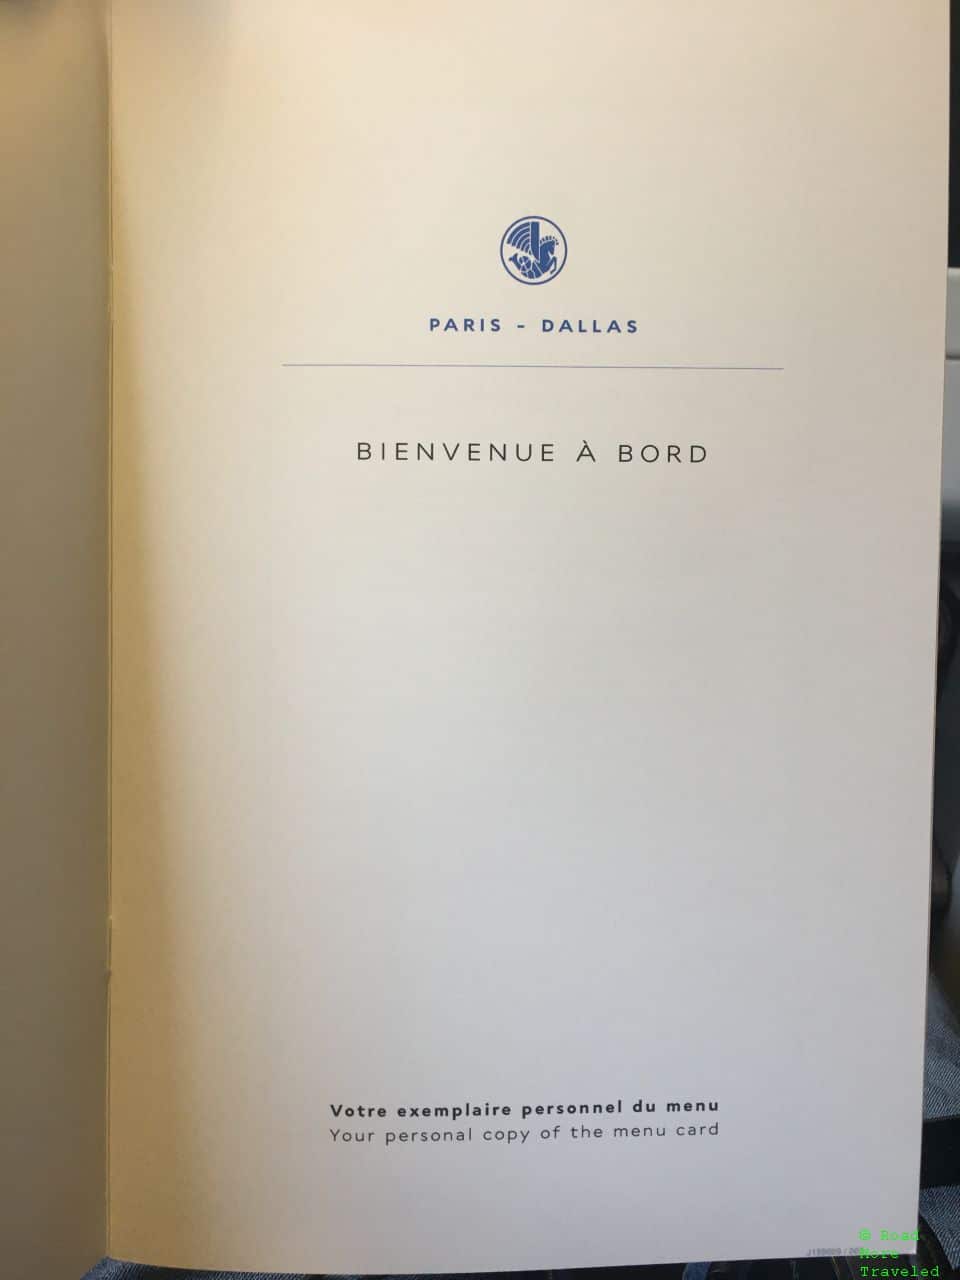 PARIS - DALLAS
BIENVENUE À BORD
Votre exemplaire personnel du menu
Your personal copy of the menu card
© Road
More
Traveled